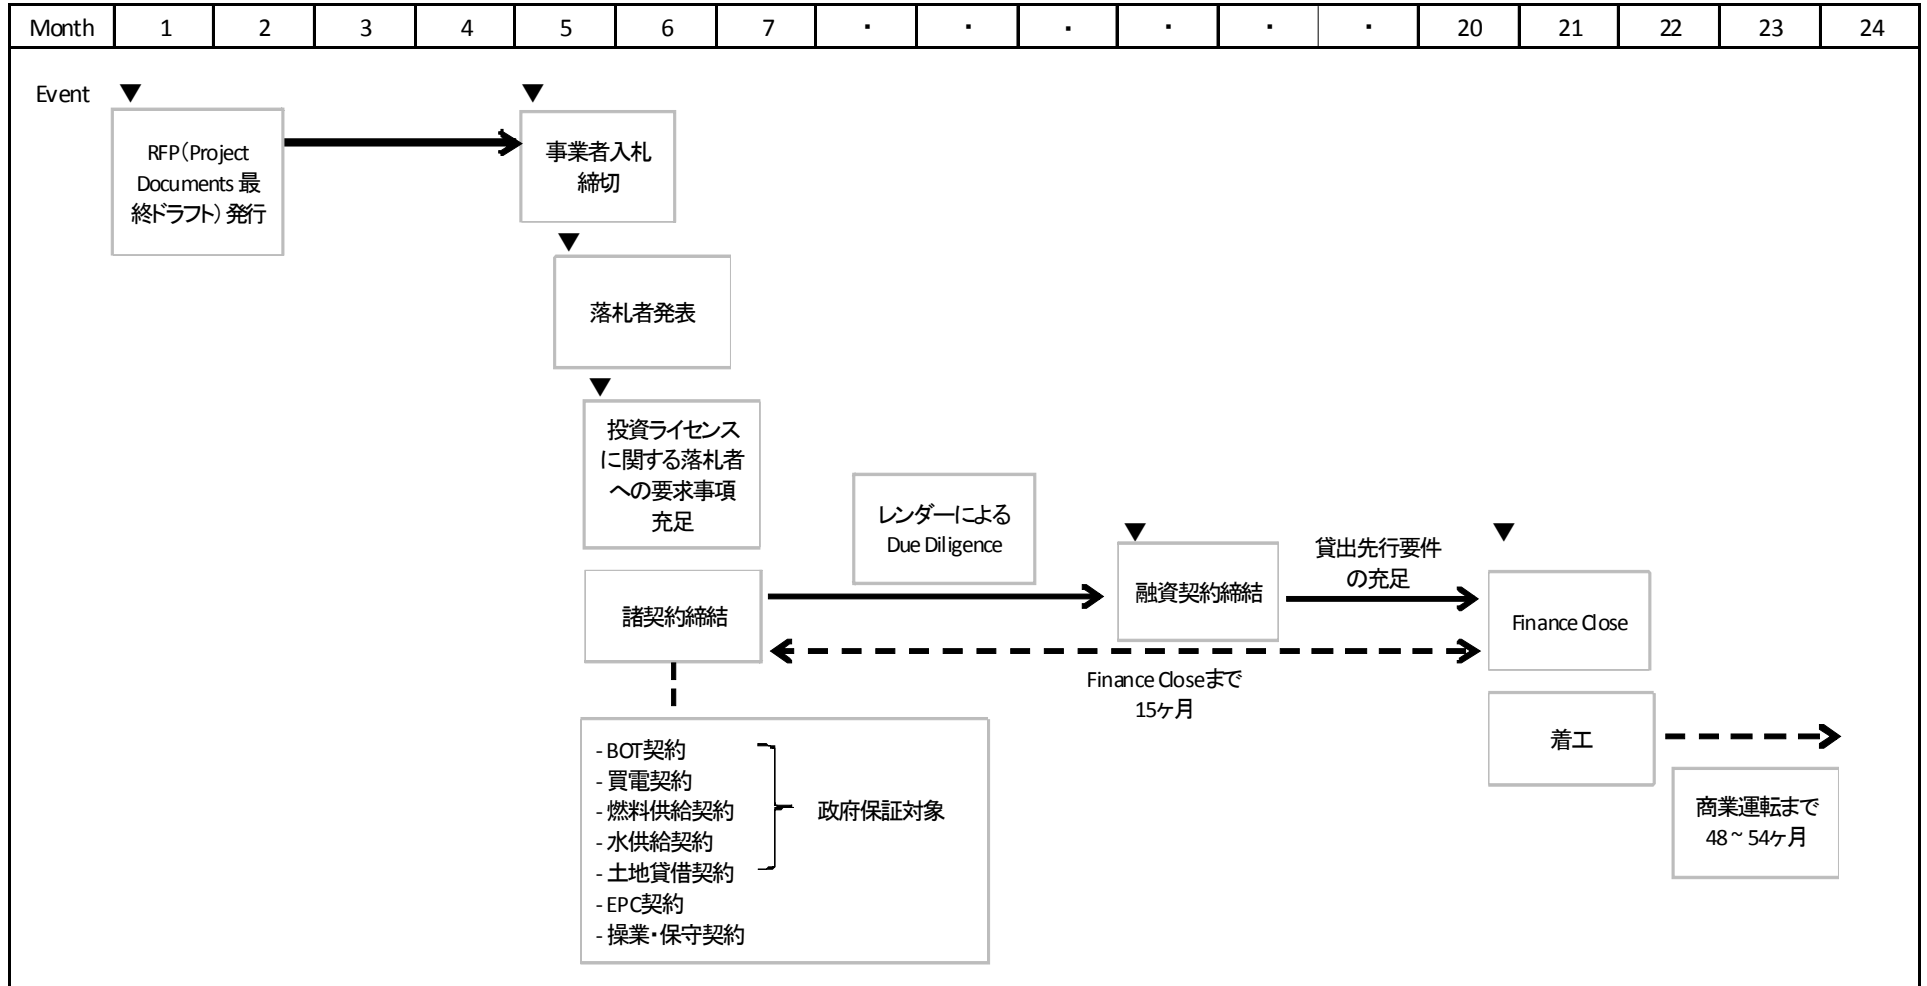 Month 1 2 3 4 5 6 7 ・ ・ ・ ・ ・ ・ 20 21 22 23 24
Event ▼ ▼
RFP(Project
Documents 最
終ドラフト) 発行
事業者入札
締切
▼
落札者発表
▼
投資ライセンス
に関する落札者
への要求事項
充足
諸契約締結
レンダーによる
Due Diligence
▼
融資契約締結
貸出先行要件
の充足
▼
Finance Close
Finance Closeまで
15ヶ月
着工
商業運転まで
48 ~ 54ヶ月
- BOT契約
- 買電契約
- 燃料供給契約
- 水供給契約
- 土地貸借契約
- EPC契約
- 操業・保守契約
政府保証対象